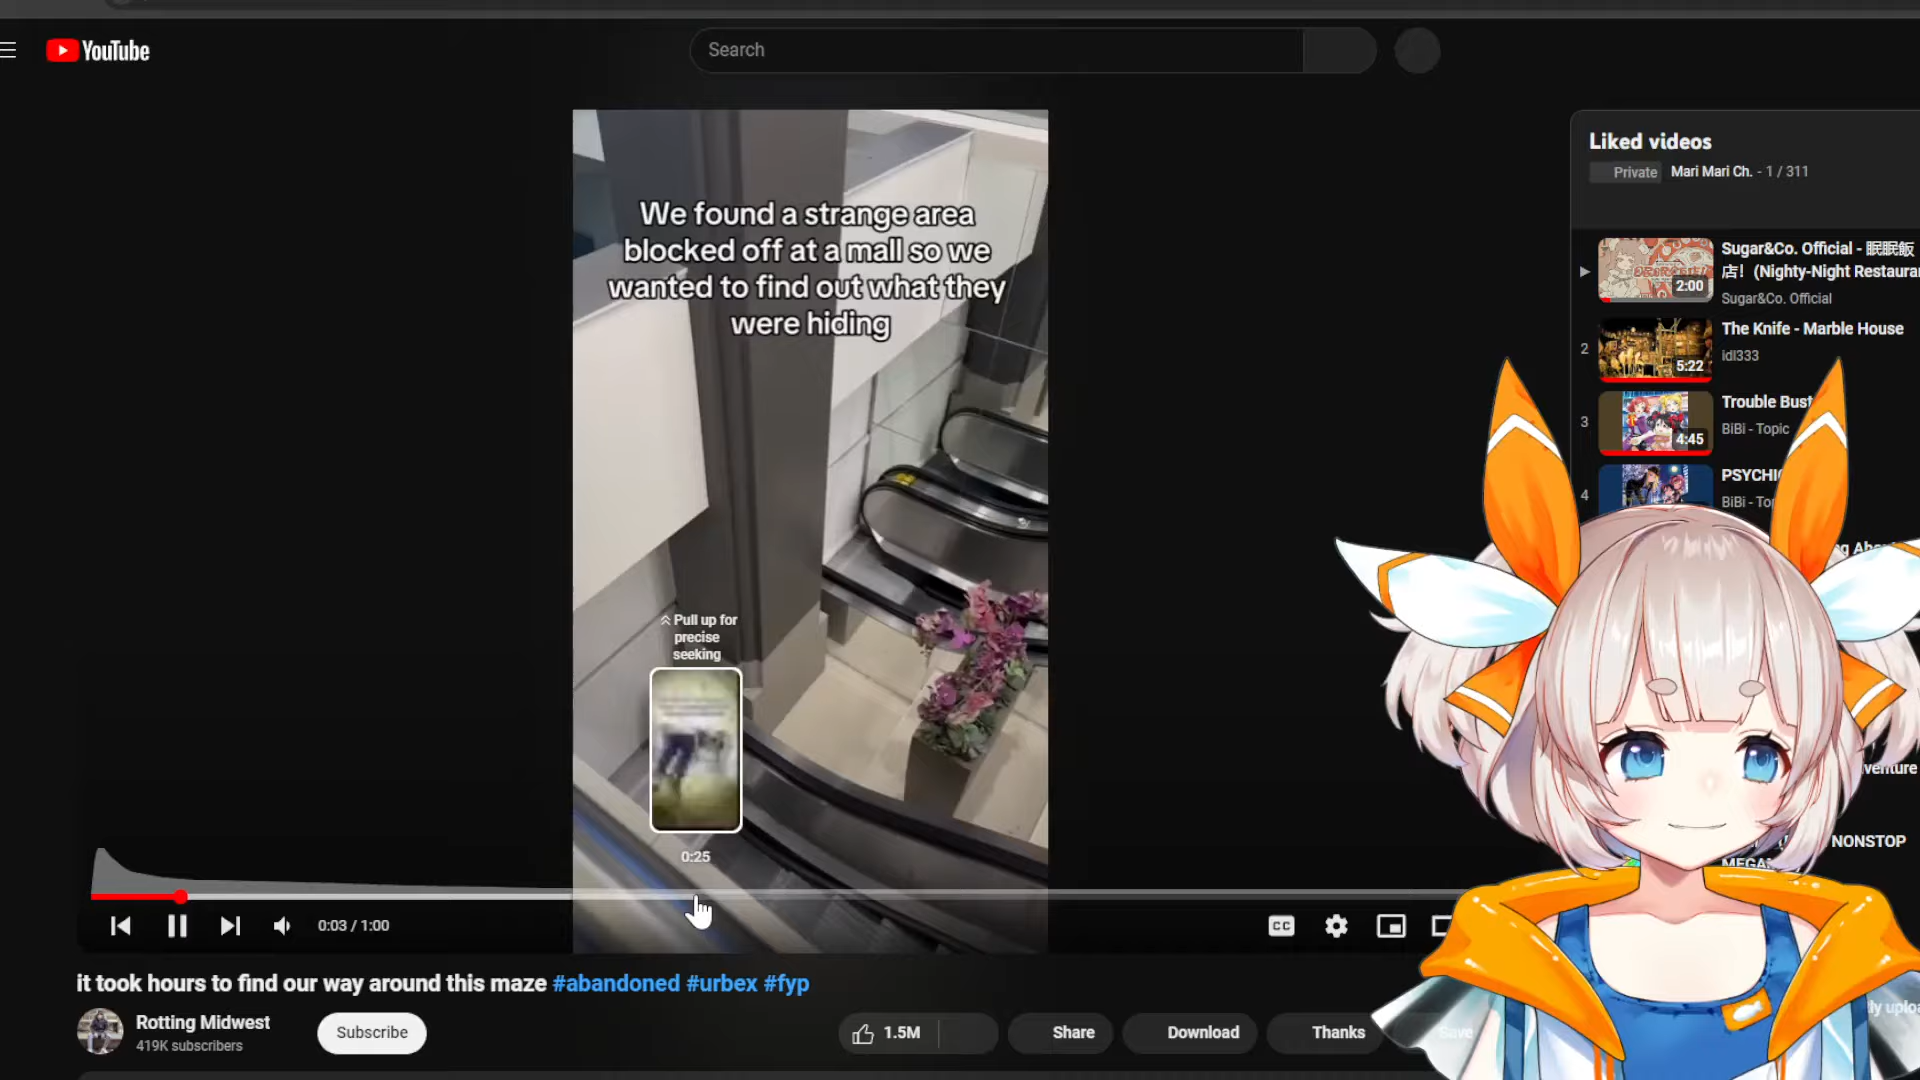 YouTube
Search
We found a strange area
blocked off at a mall so we
wanted to find out what they
were hiding
Pull up for
precise
seeking
0:25
0:03 / 1:00
CC
it took hours to find our way around this maze #abandoned #urbex #fyp
Rotting Midwest
419K subscribers
Subscribe
1.5M
Share
Download
Thanks
Save
Liked videos
Private Mari Mari Ch. - 1 / 311
Sugar&Co. Official - 眠眠飯
店！(Nighty-Night Restaura
Sugar&Co. Official
2:00
2
The Knife - Marble House
idl333
5:22
3
Trouble Bust
BiBi - Topic
4:45
4
PSYCHI
BiBi - To
venture
NONSTOP
MEGA